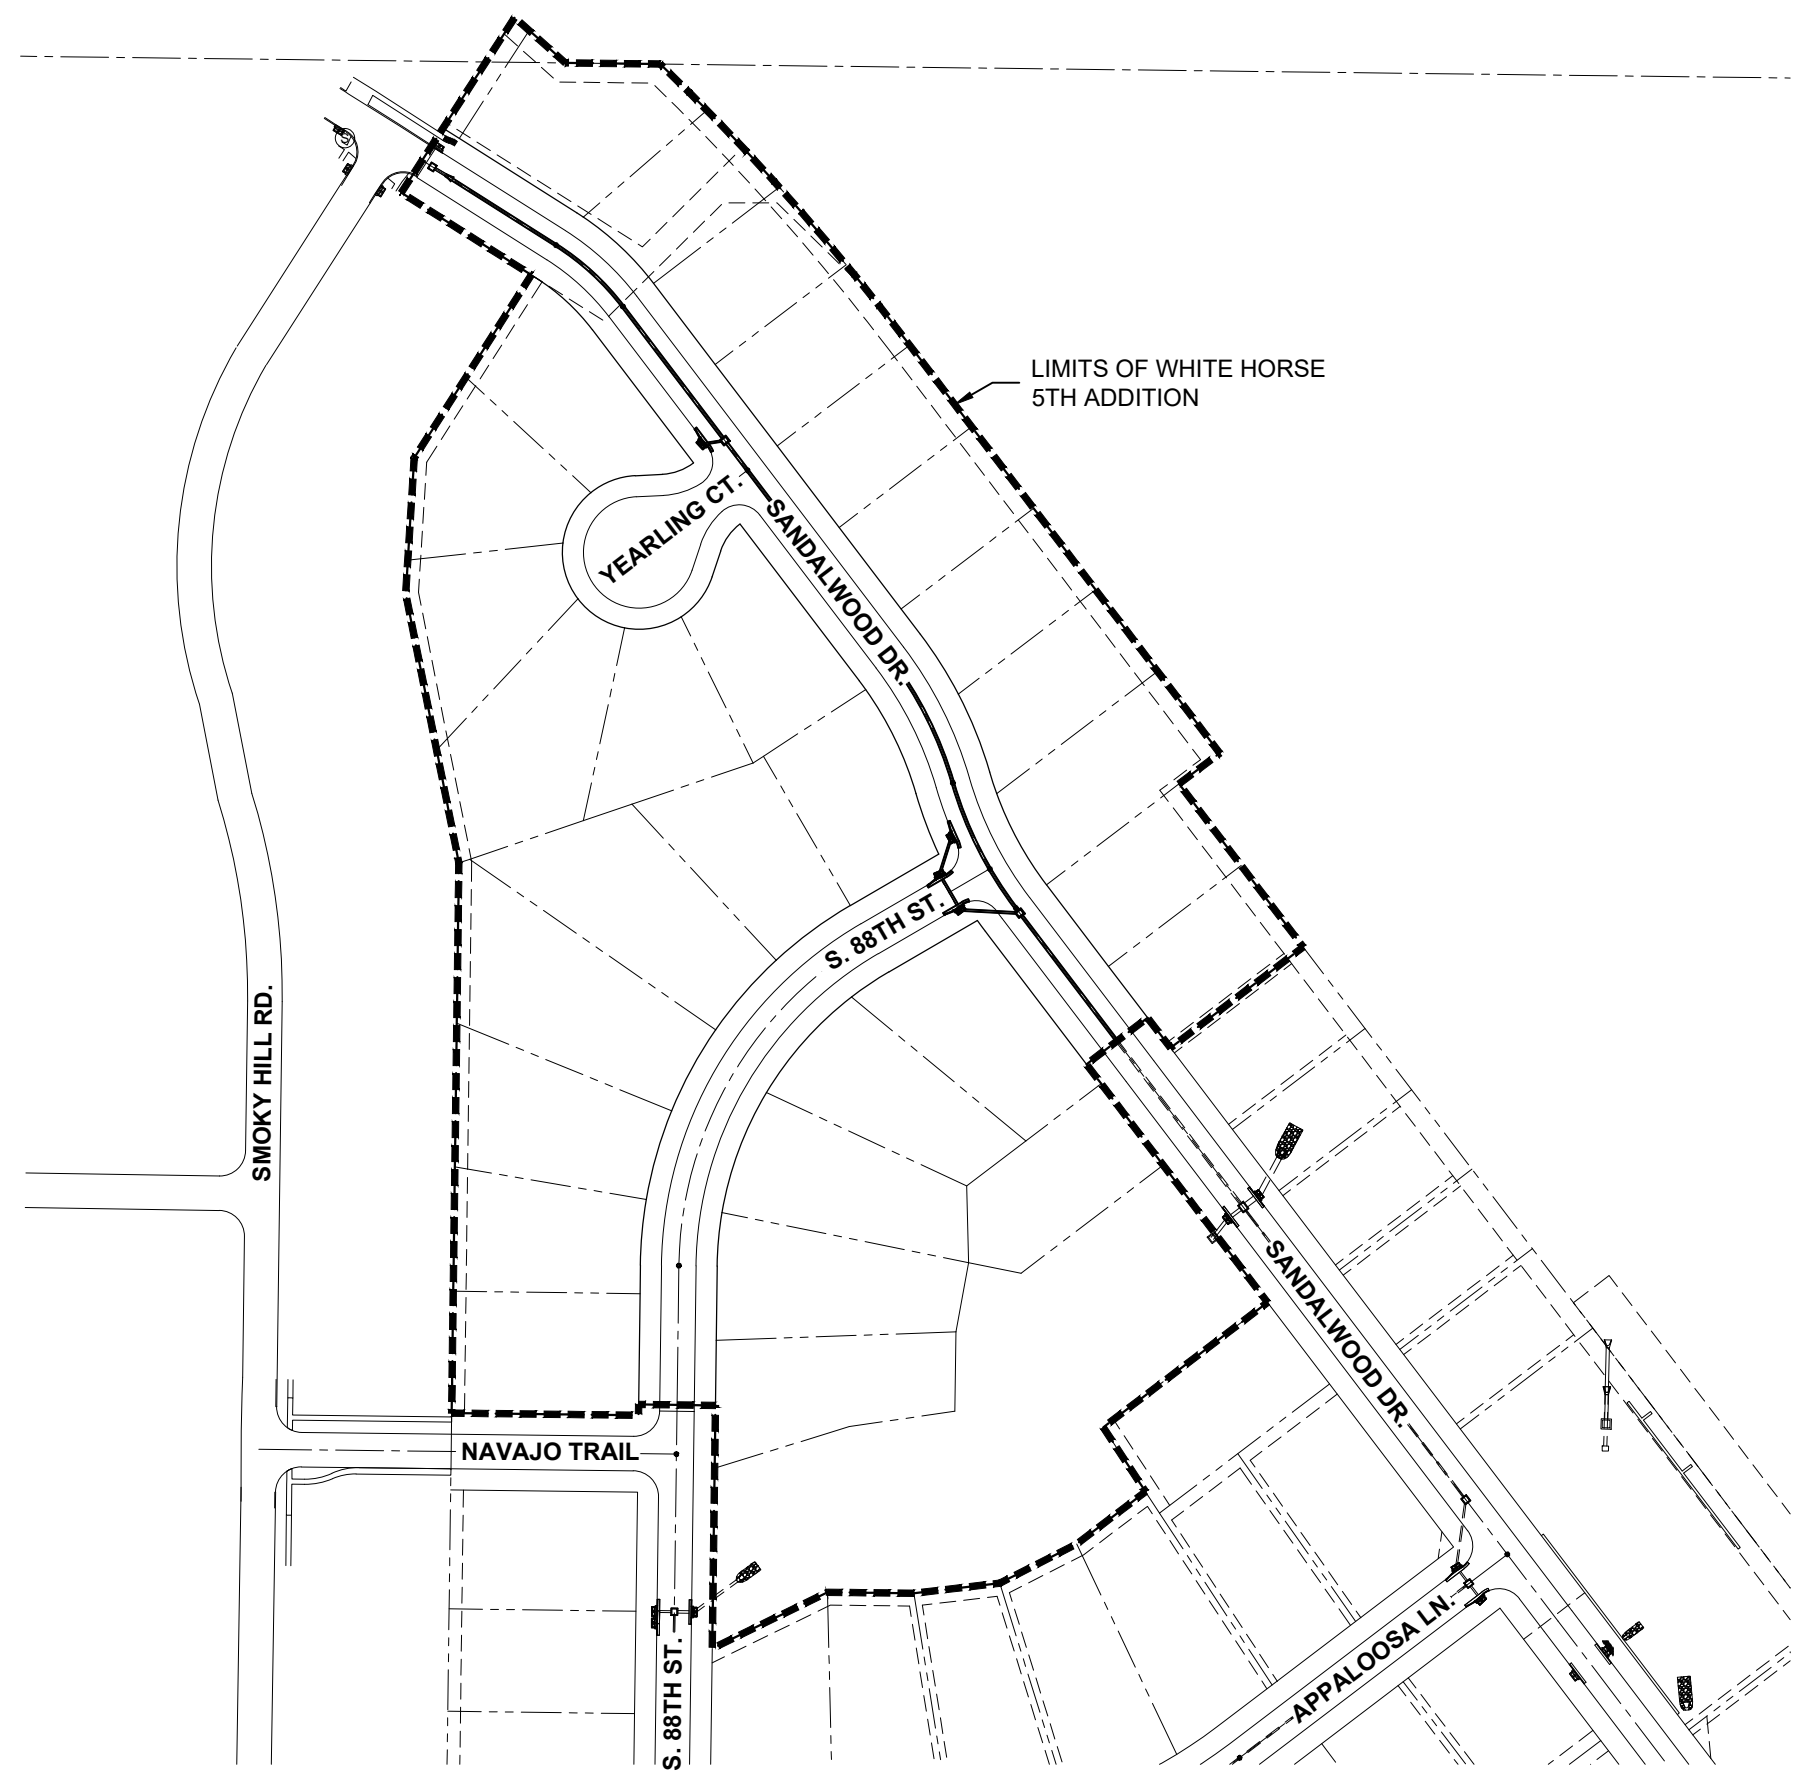 LIMITS OF WHITE HORSE
5TH ADDITION
YEARLING CT.
SANDALWOOD DR.
S. 88TH ST.
SMOKY HILL RD.
SANDALWOOD DR.
NAVAJO TRAIL
S. 88TH ST.
APPALOOSA LN.